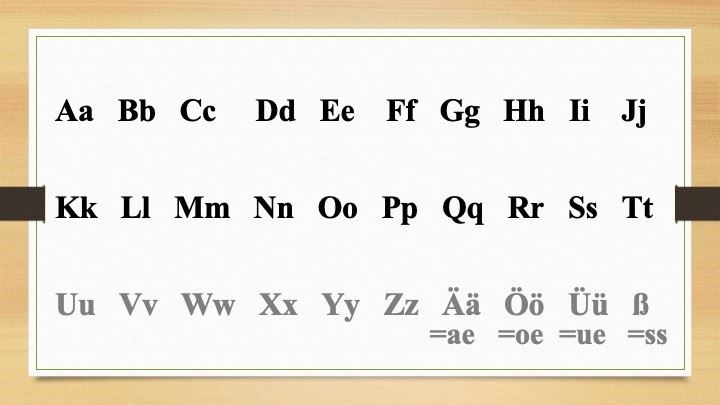 Aa Bb Cc Dd Ee Ff Gg Hh Ii Jj
Kk Ll Mm Nn Oo Pp Qq Rr Ss Tt
Uu Vv Ww Xx Yy Zz Ää Öö Üü ß
=ae =oe =ue =ss